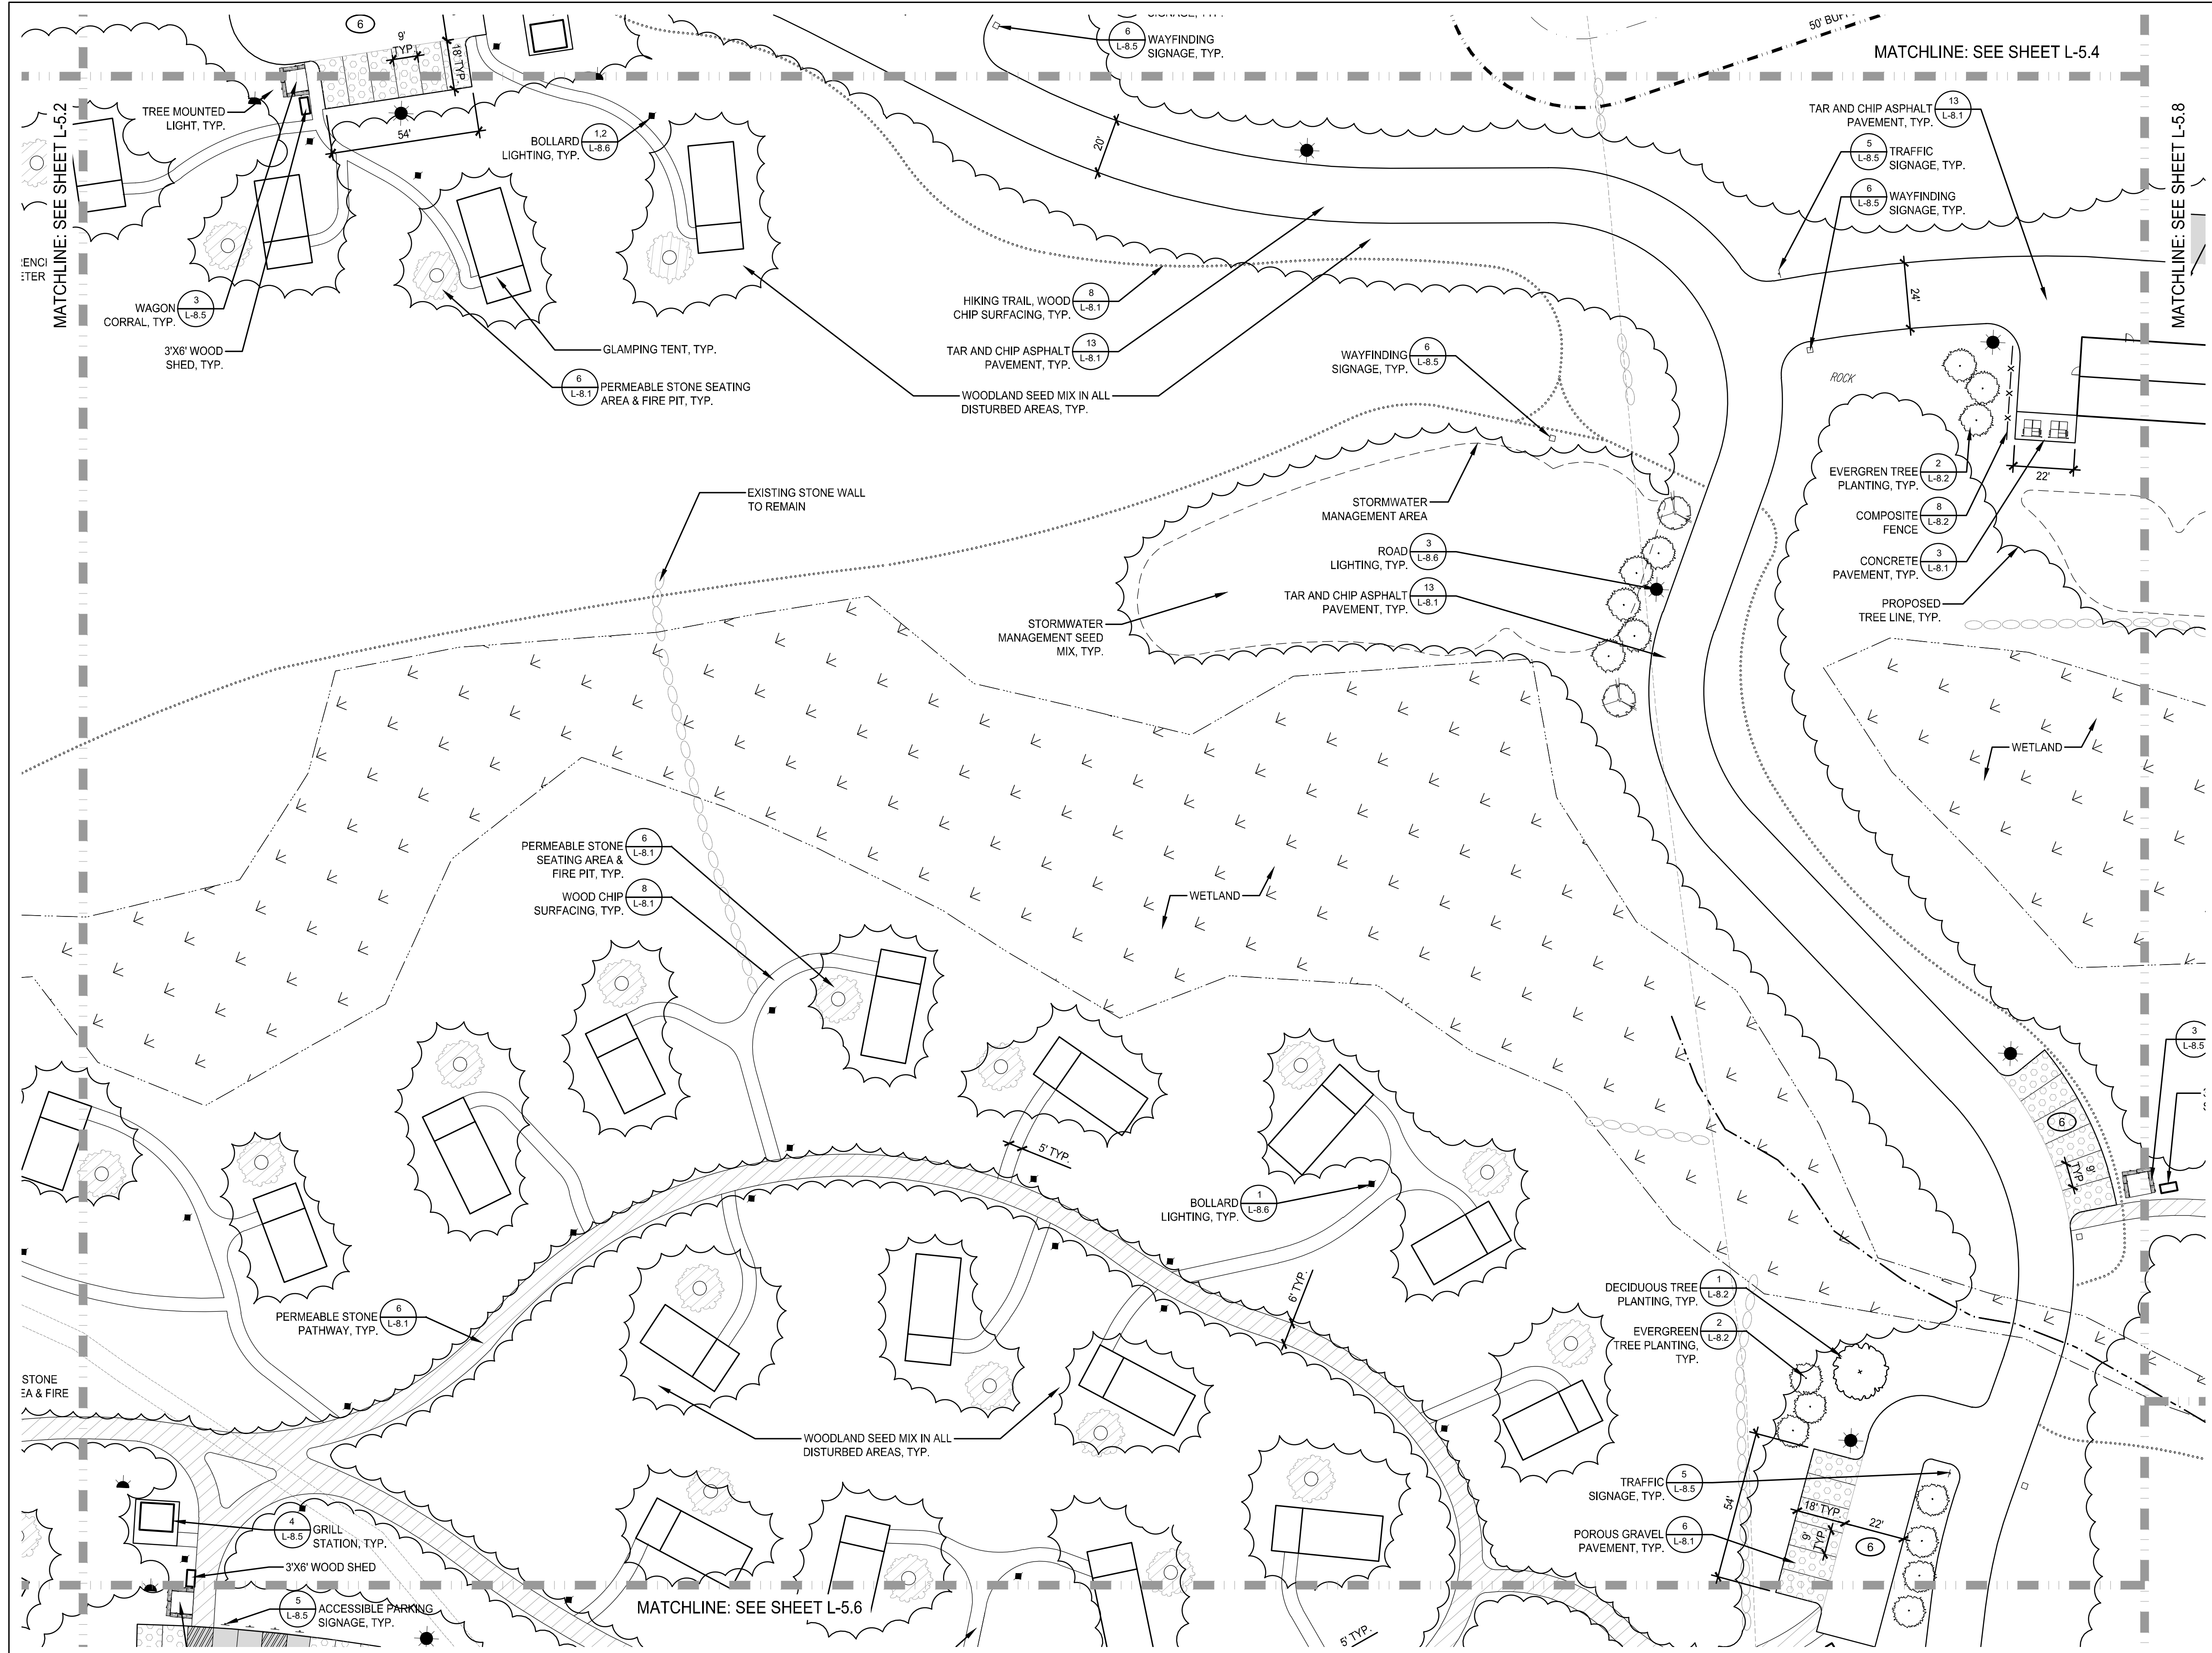 6
9'
TYP.
18' TYP.
54'
TREE MOUNTED
LIGHT, TYP.
BOLLARD
LIGHTING, TYP.
1,2
L-8.6
6
L-8.5
WAYFINDING
SIGNAGE, TYP.
20'
MATCHLINE: SEE SHEET L-5.4
TAR AND CHIP ASPHALT
PAVEMENT, TYP.
13
L-8.1
5
L-8.5
TRAFFIC
SIGNAGE, TYP.
6
L-8.5
WAYFINDING
SIGNAGE, TYP.
MATCHLINE: SEE SHEET L-5.2
MATCHLINE: SEE SHEET L-5.8
WAGON
CORRAL, TYP.
3
L-8.5
3'X6' WOOD
SHED, TYP.
GLAMPING TENT, TYP.
6
L-8.1
PERMEABLE STONE SEATING
AREA & FIRE PIT, TYP.
HIKING TRAIL, WOOD
CHIP SURFACING, TYP.
8
L-8.1
TAR AND CHIP ASPHALT
PAVEMENT, TYP.
13
L-8.1
WOODLAND SEED MIX IN ALL
DISTURBED AREAS, TYP.
WAYFINDING
SIGNAGE, TYP.
6
L-8.5
24'
ROCK
EVERGREN TREE
PLANTING, TYP.
2
L-8.2
22'
COMPOSITE
FENCE
8
L-8.2
CONCRETE
PAVEMENT, TYP.
3
L-8.1
PROPOSED
TREE LINE, TYP.
EXISTING STONE WALL
TO REMAIN
STORMWATER
MANAGEMENT AREA
ROAD
LIGHTING, TYP.
3
L-8.6
TAR AND CHIP ASPHALT
PAVEMENT, TYP.
13
L-8.1
STORMWATER
MANAGEMENT SEED
MIX, TYP.
WETLAND
PERMEABLE STONE
SEATING AREA &
FIRE PIT, TYP.
6
L-8.1
WOOD CHIP
SURFACING, TYP.
8
L-8.1
WETLAND
3
L-8.5
6
9'
TYP.
5' TYP.
BOLLARD
LIGHTING, TYP.
1
L-8.6
6' TYP.
PERMEABLE STONE
PATHWAY, TYP.
6
L-8.1
DECIDUOUS TREE
PLANTING, TYP.
1
L-8.2
EVERGREEN
TREE PLANTING,
TYP.
2
L-8.2
STONE
EA & FIRE
WOODLAND SEED MIX IN ALL
DISTURBED AREAS, TYP.
TRAFFIC
SIGNAGE, TYP.
5
L-8.5
54'
18' TYP.
22'
9'
TYP.
6
POROUS GRAVEL
PAVEMENT, TYP.
6
L-8.1
4
L-8.5
GRILL
STATION, TYP.
3'X6' WOOD SHED
5
L-8.5
ACCESSIBLE PARKING
SIGNAGE, TYP.
MATCHLINE: SEE SHEET L-5.6
5' TYP.